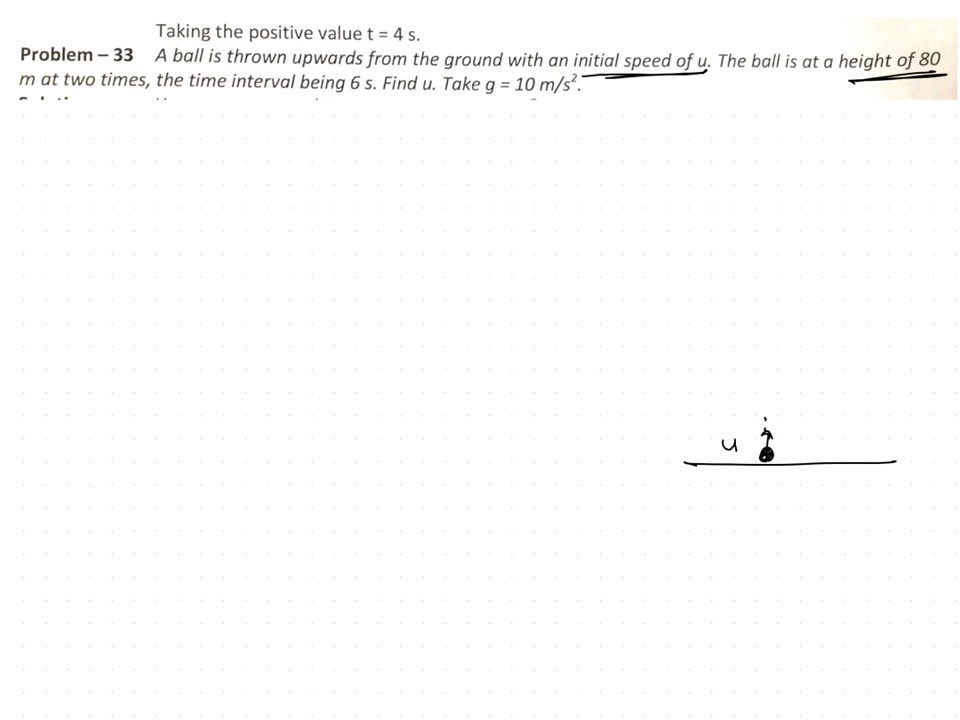 Taking the positive value t = 4 s.
Problem – 33 A ball is thrown upwards from the ground with an initial speed of u. The ball is at a height of 80
m at two times, the time interval being 6 s. Find u. Take g = 10 m/s².
u